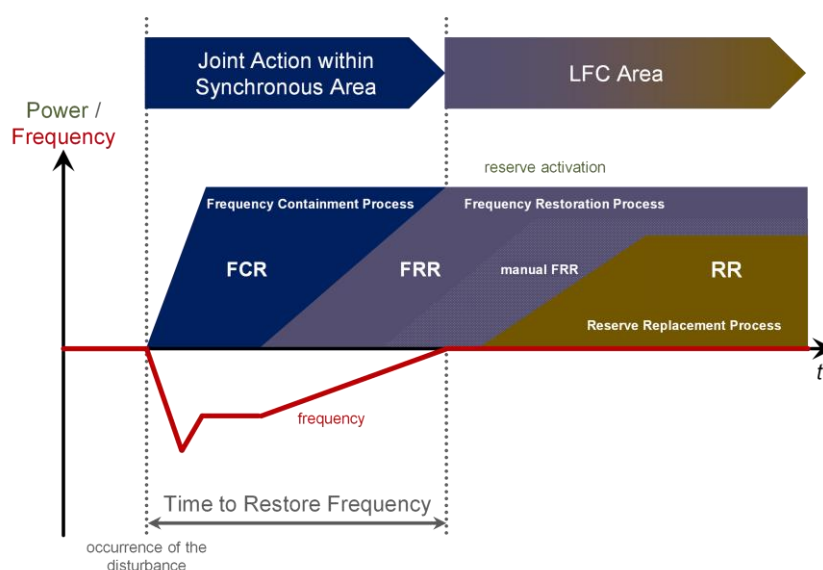 Joint Action within
Synchronous Area
LFC Area
Power /
Frequency
reserve activation
Frequency Containment Process
Frequency Restoration Process
FCR
FRR
manual FRR
RR
Reserve Replacement Process
t
frequency
Time to Restore Frequency
occurrence of the
disturbance